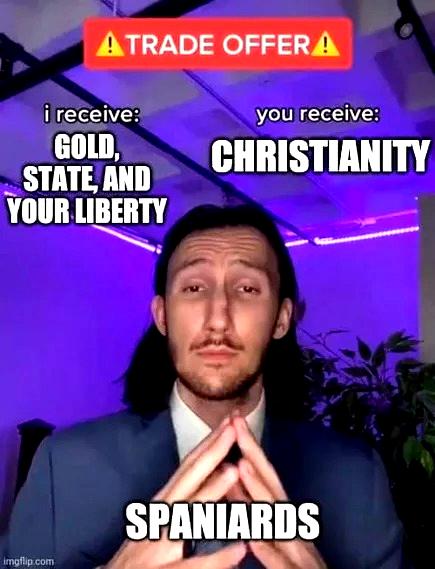 ⚠TRADE OFFER⚠
i receive:
GOLD,
STATE, AND
YOUR LIBERTY
you receive:
CHRISTIANITY
SPANIARDS
imgflip.com